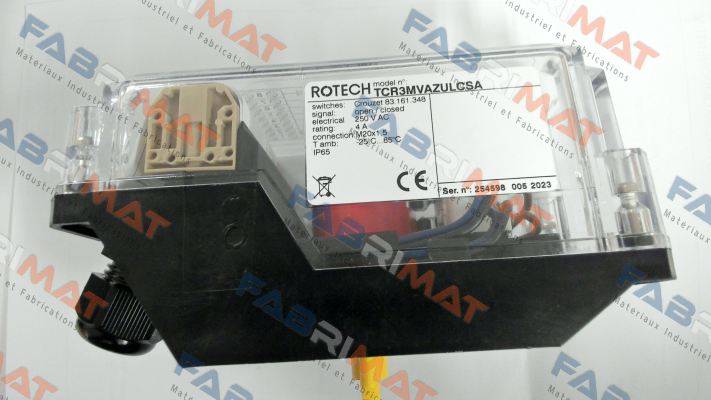 ROTECH model n°:
TCR3MVAZULCSA
switches: Crouzet 83.161.348
signal: open / closed
electrical 250 V AC
rating: 4 A
connection: M20x1,5
T amb: -25°C...85°C
IP65
CE
Ser. n°: 254598 005 2023
FABRIMAT
Matériaux Industriel et Fabrications